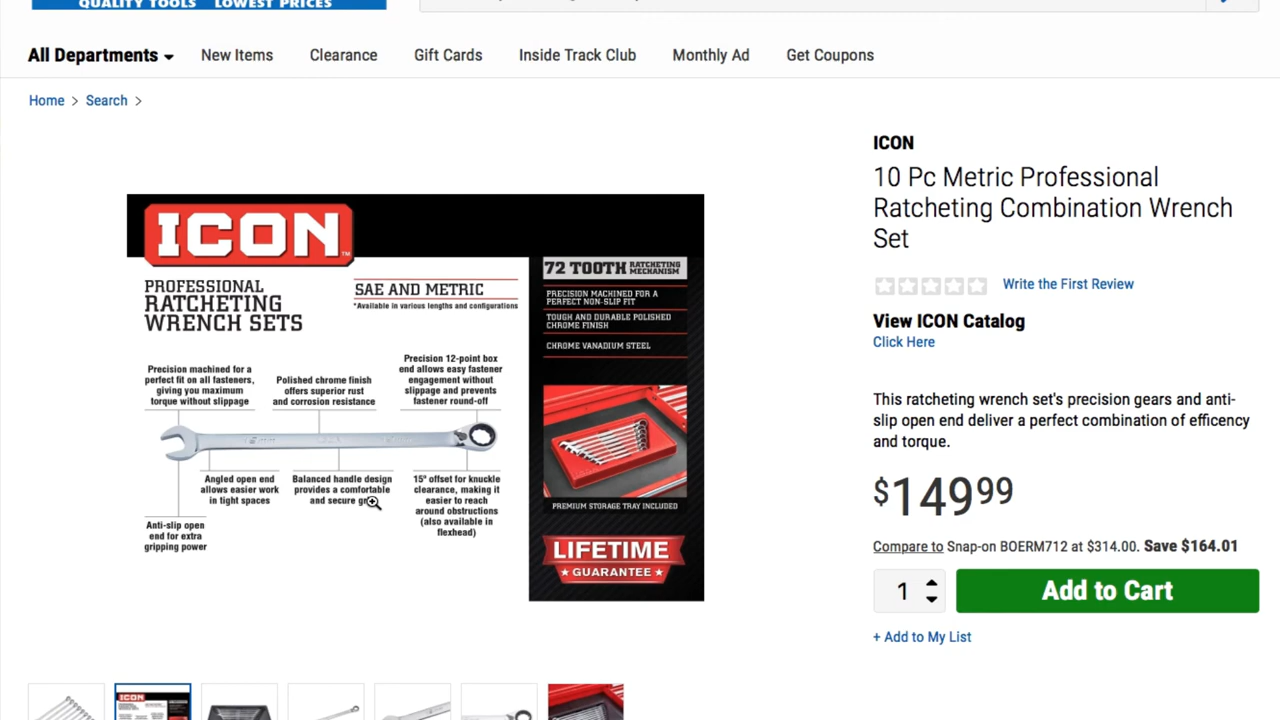 QUALITY TOOLS LOWEST PRICES
All Departments New Items Clearance Gift Cards Inside Track Club Monthly Ad Get Coupons
Home > Search >
ICON
10 Pc Metric Professional
Ratcheting Combination Wrench
Set
Write the First Review
View ICON Catalog
Click Here
This ratcheting wrench set's precision gears and anti-
slip open end deliver a perfect combination of efficency
and torque.
$149 99
Compare to Snap-on BOERM712 at $314.00. Save $164.01
1
Add to Cart
+ Add to My List
ICON™
PROFESSIONAL
RATCHETING
WRENCH SETS
SAE AND METRIC
*Available in various lengths and configurations
Precision machined for a
perfect fit on all fasteners,
giving you maximum
torque without slippage
Polished chrome finish
offers superior rust
and corrosion resistance
Precision 12-point box
end allows easy fastener
engagement without
slippage and prevents
fastener round-off
Angled open end
allows easier work
in tight spaces
Balanced handle design
provides a comfortable
and secure
15° offset for knuckle
clearance, making it
easier to reach
around obstructions
(also available in
flexhead)
Anti-slip open
end for extra
gripping power
72 TOOTH RATCHETING
MECHANISM
PRECISION MACHINED FOR A
PERFECT NON-SLIP FIT
TOUGH AND DURABLE POLISHED
CHROME FINISH
CHROME VANADIUM STEEL
PREMIUM STORAGE TRAY INCLUDED
LIFETIME
GUARANTEE
ICON